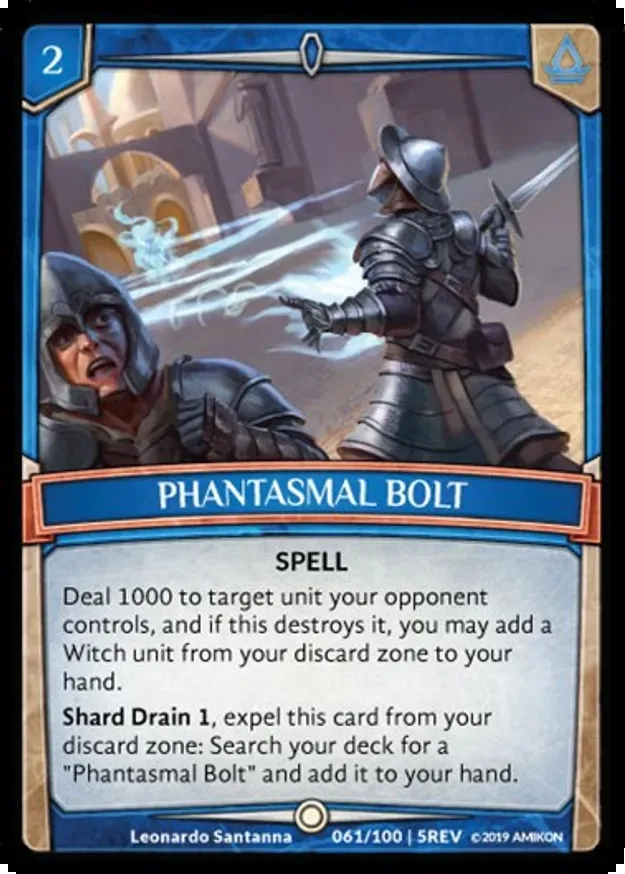 2
PHANTASMAL BOLT
SPELL
Deal 1000 to target unit your opponent
controls, and if this destroys it, you may add a
Witch unit from your discard zone to your
hand.
Shard Drain 1, expel this card from your
discard zone: Search your deck for a
"Phantasmal Bolt" and add it to your hand.
Leonardo Santanna 061/100 | 5REV ©2019 AMIKON